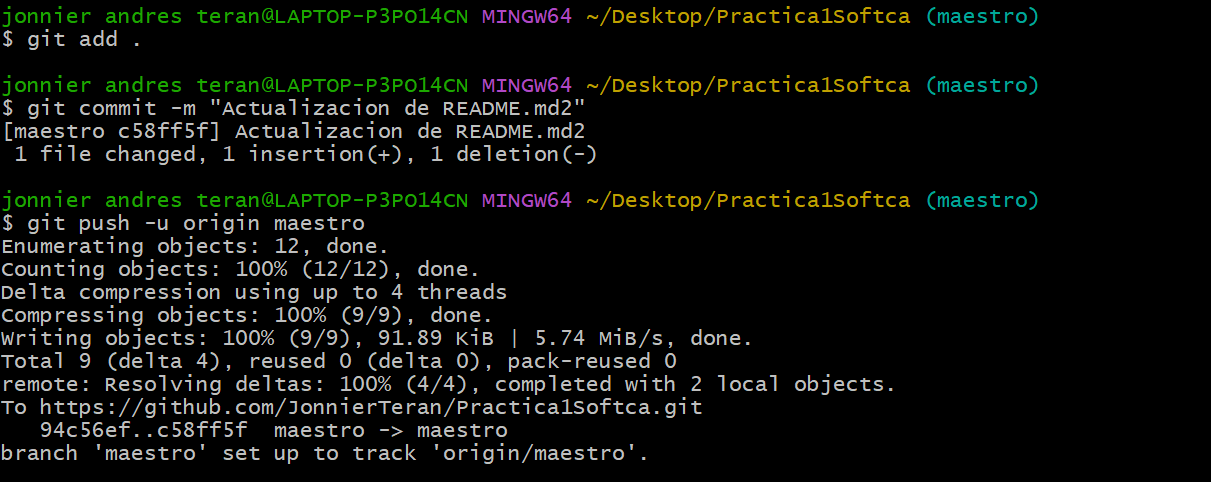 jonnier andres teran@LAPTOP-P3PO14CN MINGW64 ~/Desktop/Practica1Softca (maestro)
$ git add .
jonnier andres teran@LAPTOP-P3PO14CN MINGW64 ~/Desktop/Practica1Softca (maestro)
$ git commit -m "Actualizacion de README.md2"
[maestro c58ff5f] Actualizacion de README.md2
 1 file changed, 1 insertion(+), 1 deletion(-)
jonnier andres teran@LAPTOP-P3PO14CN MINGW64 ~/Desktop/Practica1Softca (maestro)
$ git push -u origin maestro
Enumerating objects: 12, done.
Counting objects: 100% (12/12), done.
Delta compression using up to 4 threads
Compressing objects: 100% (9/9), done.
Writing objects: 100% (9/9), 91.89 KiB | 5.74 MiB/s, done.
Total 9 (delta 4), reused 0 (delta 0), pack-reused 0
remote: Resolving deltas: 100% (4/4), completed with 2 local objects.
To https://github.com/JonnierTeran/Practica1Softca.git
   94c56ef..c58ff5f  maestro -> maestro
branch 'maestro' set up to track 'origin/maestro'.